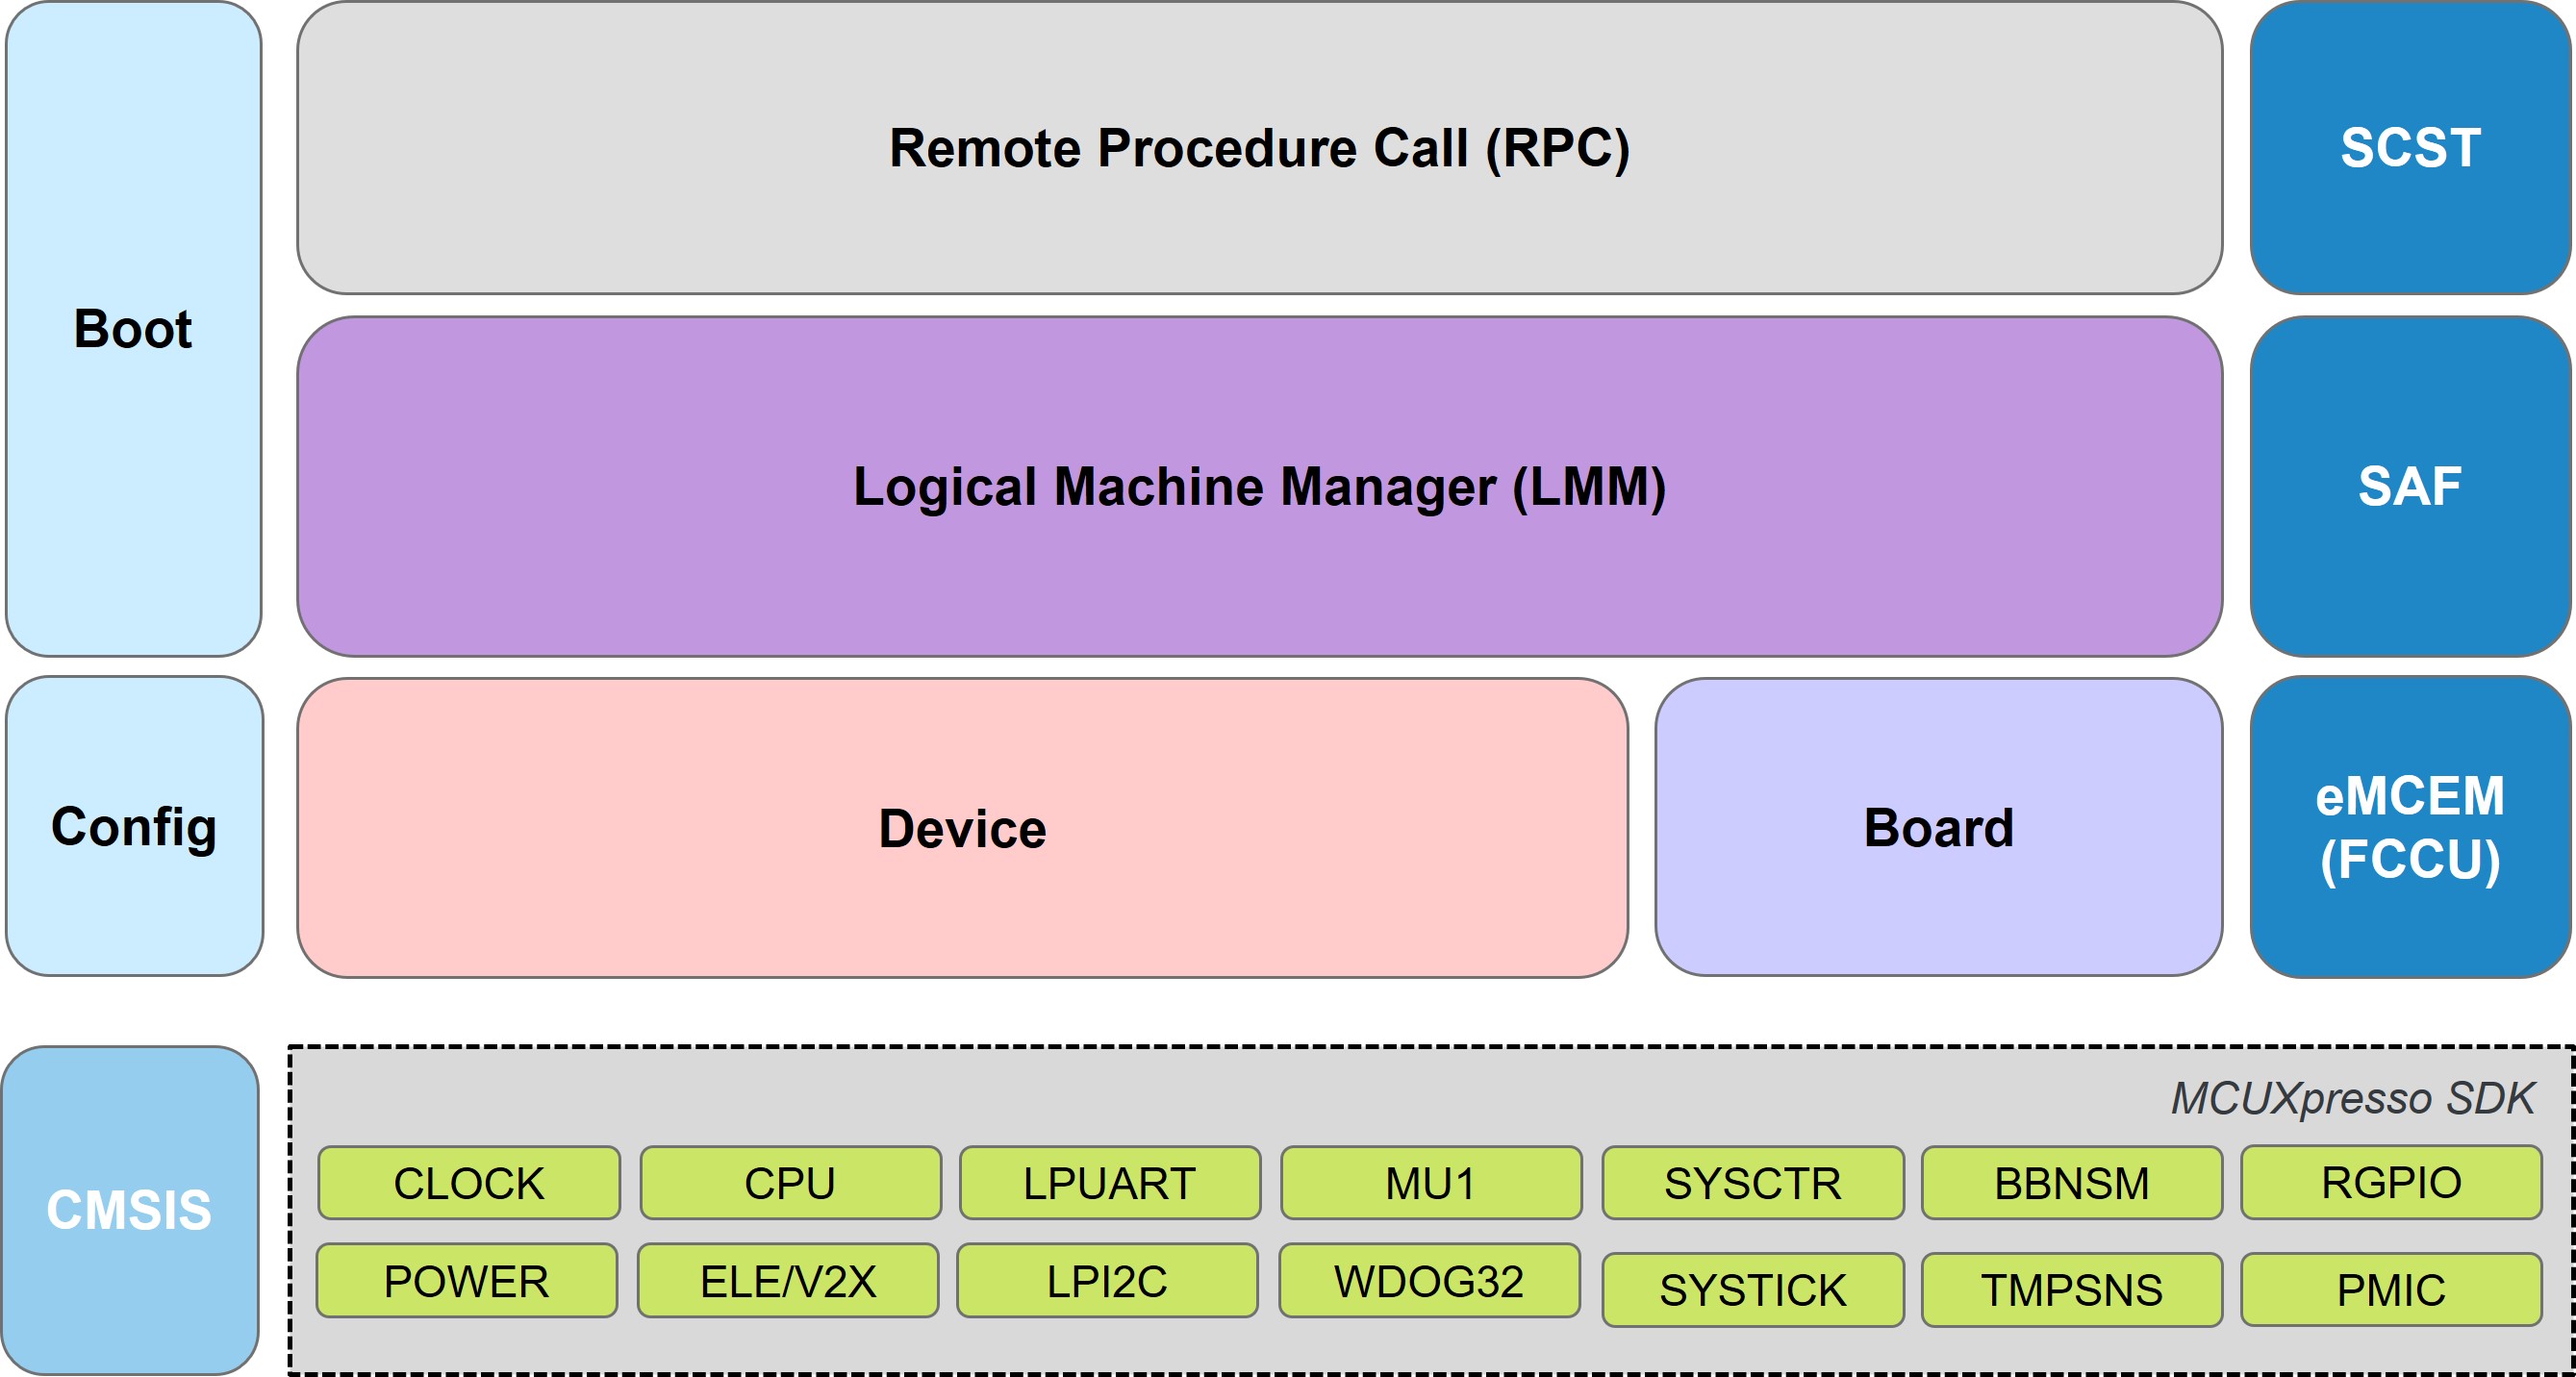 Boot
Remote Procedure Call (RPC)
SCST
Logical Machine Manager (LMM)
SAF
Config
Device
Board
eMCEM
(FCCU)
CMSIS
MCUXpresso SDK
CLOCK
CPU
LPUART
MU1
SYSCTR
BBNSM
RGPIO
POWER
ELE/V2X
LPI2C
WDOG32
SYSTICK
TMPSNS
PMIC